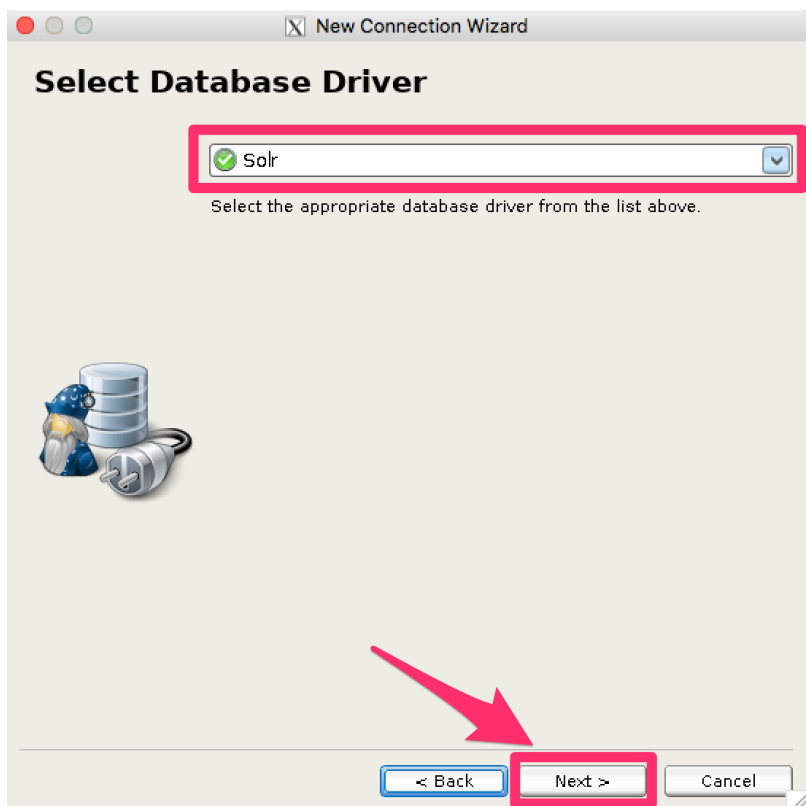 New Connection Wizard
Select Database Driver
Solr
Select the appropriate database driver from the list above.
< Back Next > Cancel